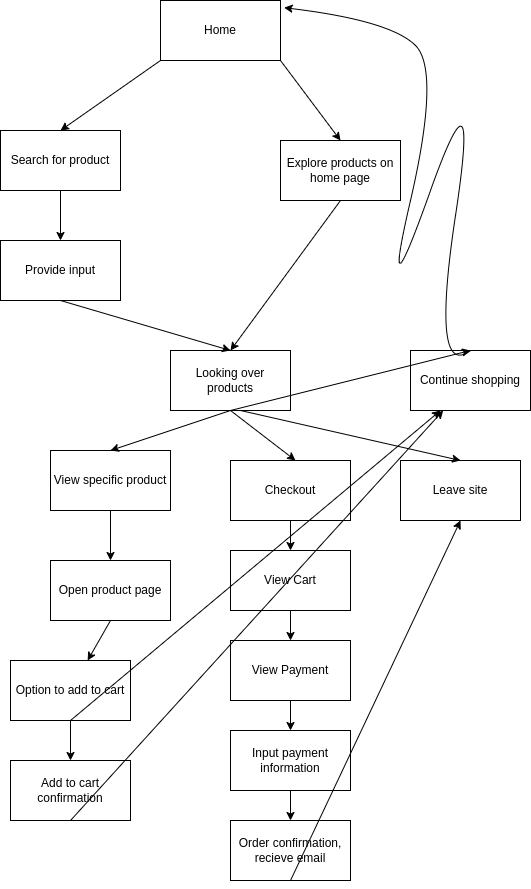 Home
Search for product
Explore products on
home page
Provide input
Looking over
products
Continue shopping
View specific product
Checkout
Leave site
Open product page
View Cart
Option to add to cart
View Payment
Add to cart
confirmation
Input payment
information
Order confirmation,
recieve email